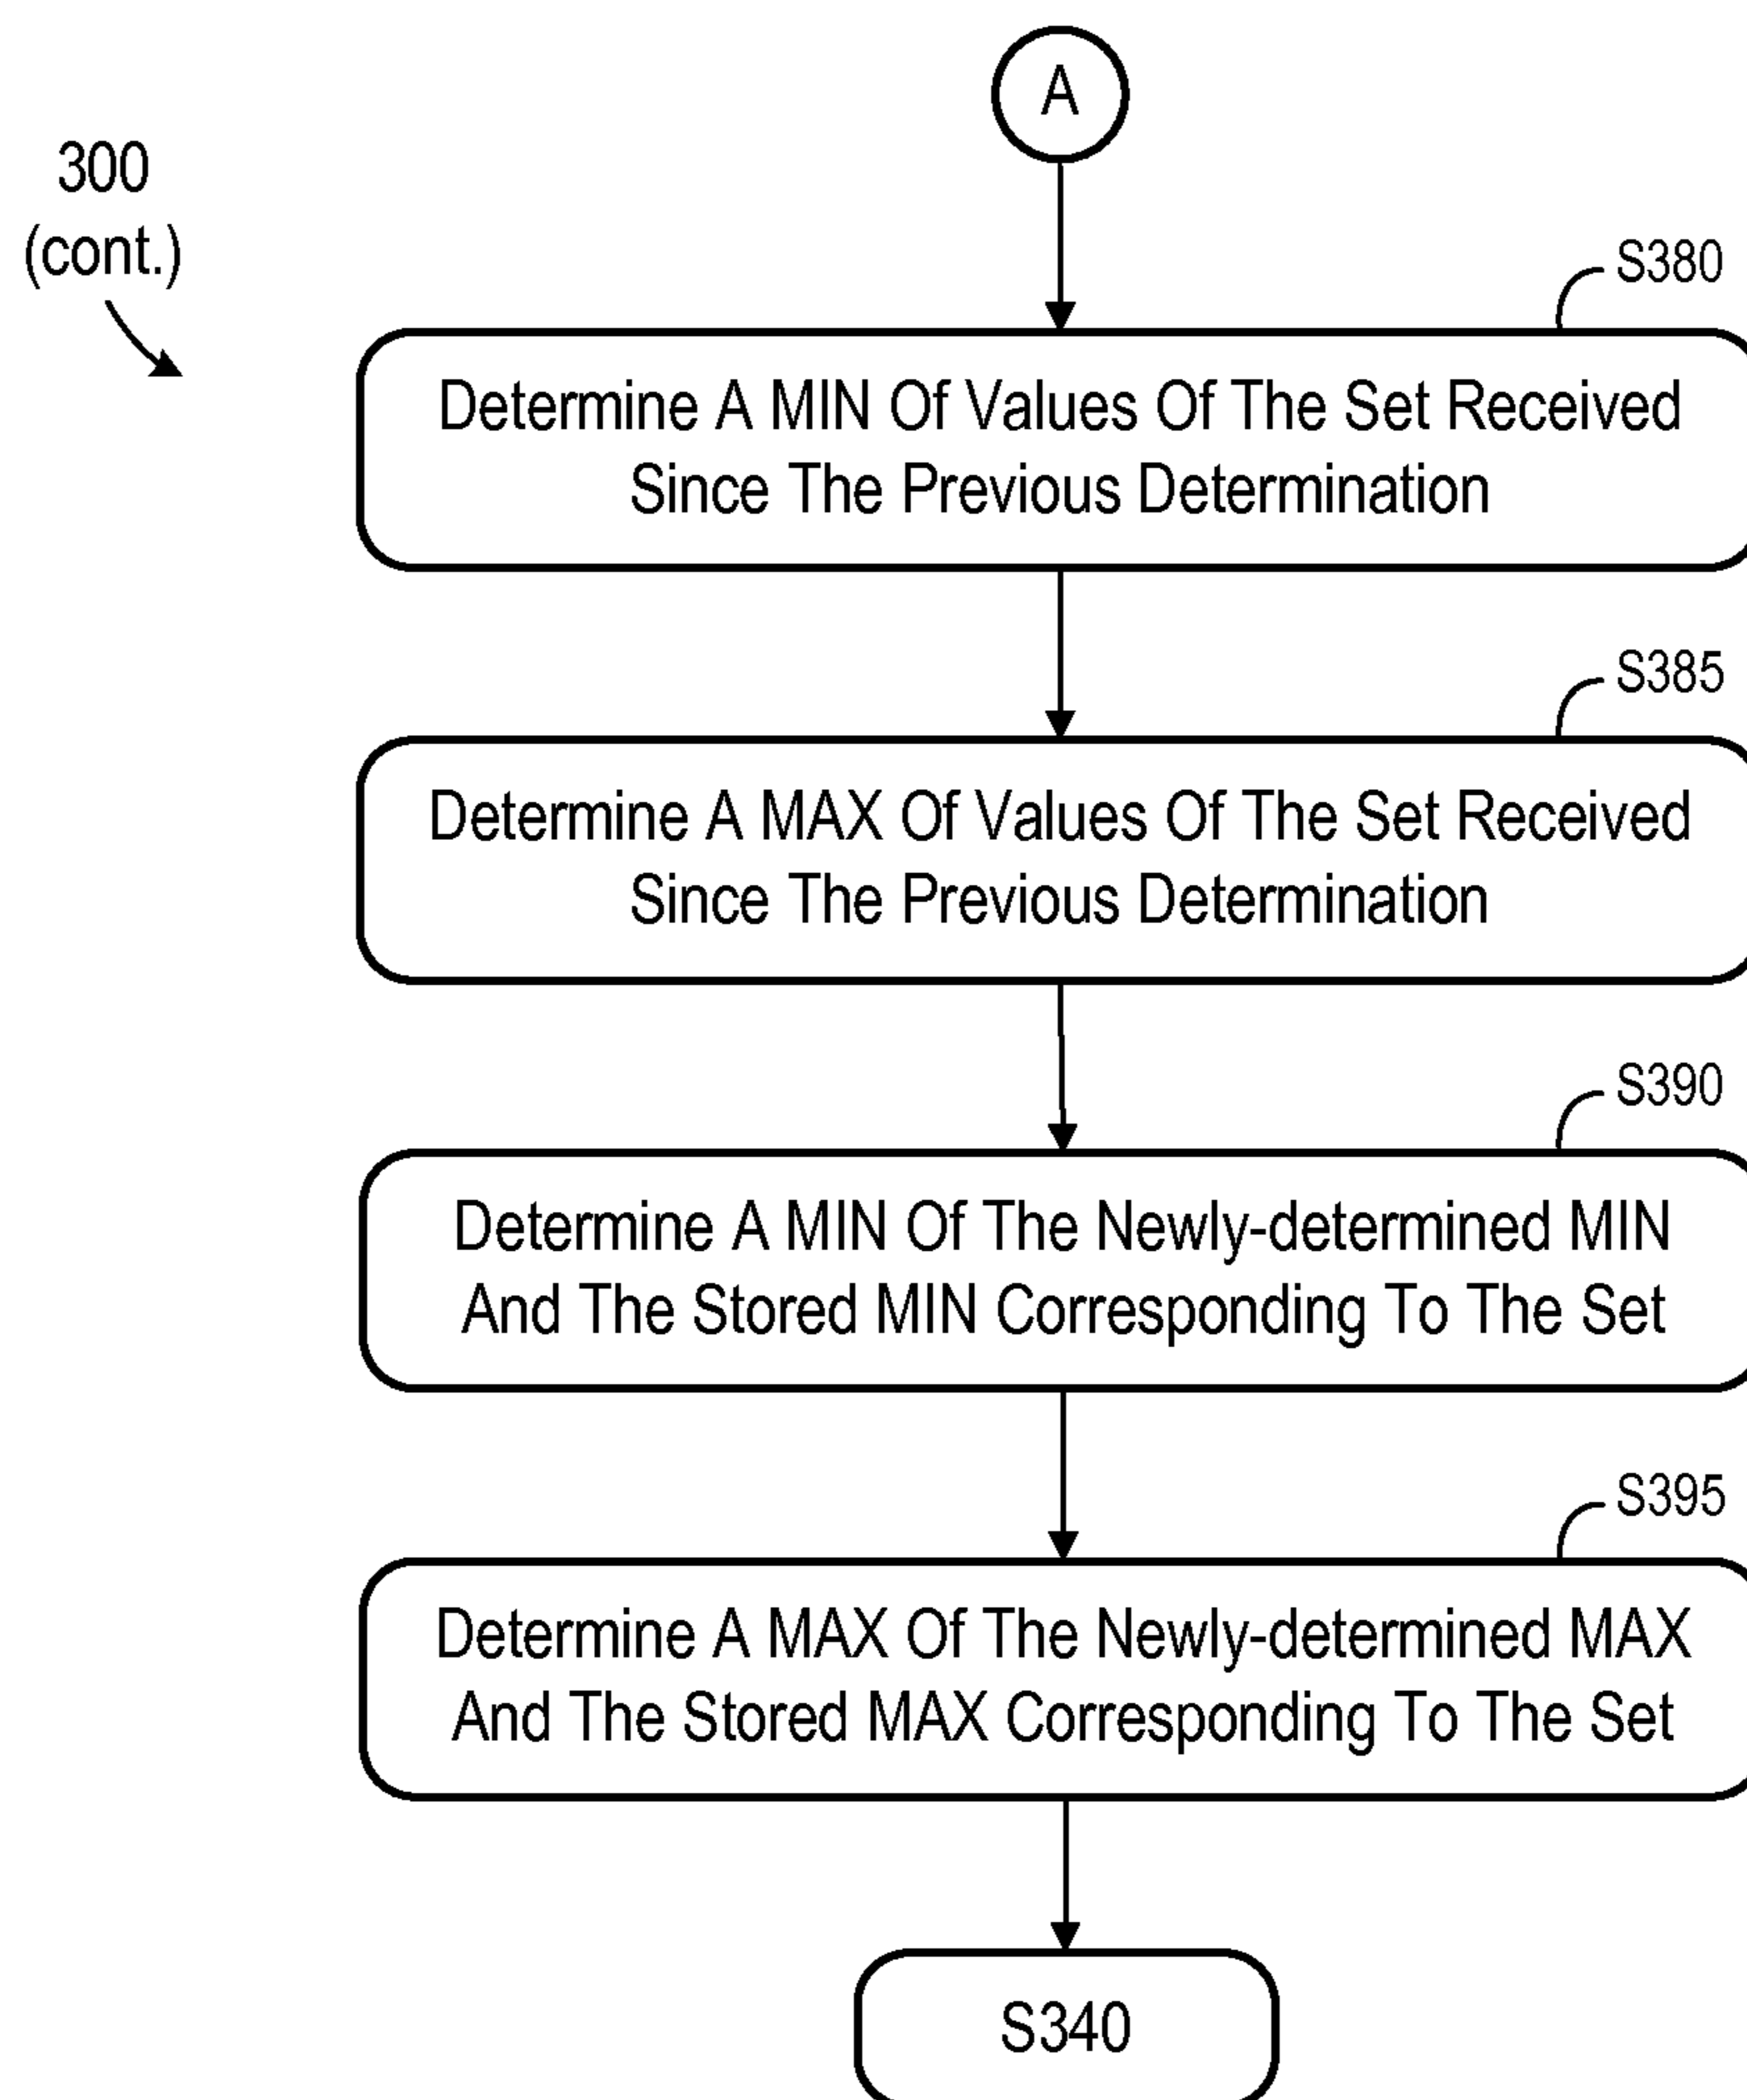 A
300
(cont.)
S380
Determine A MIN Of Values Of The Set Received
Since The Previous Determination
S385
Determine A MAX Of Values Of The Set Received
Since The Previous Determination
S390
Determine A MIN Of The Newly-determined MIN
And The Stored MIN Corresponding To The Set
S395
Determine A MAX Of The Newly-determined MAX
And The Stored MAX Corresponding To The Set
S340